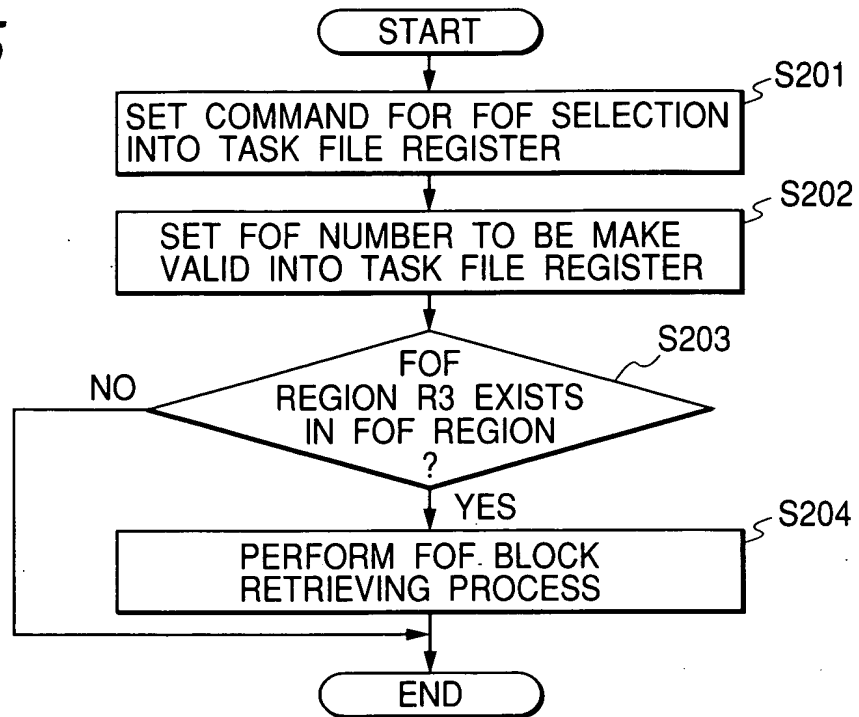 5
START
S201
SET COMMAND FOR FOF SELECTION
INTO TASK FILE REGISTER
S202
SET FOF NUMBER TO BE MAKE
VALID INTO TASK FILE REGISTER
S203
FOF
REGION R3 EXISTS
IN FOF REGION
?
NO
YES
S204
PERFORM FOF BLOCK
RETRIEVING PROCESS
END